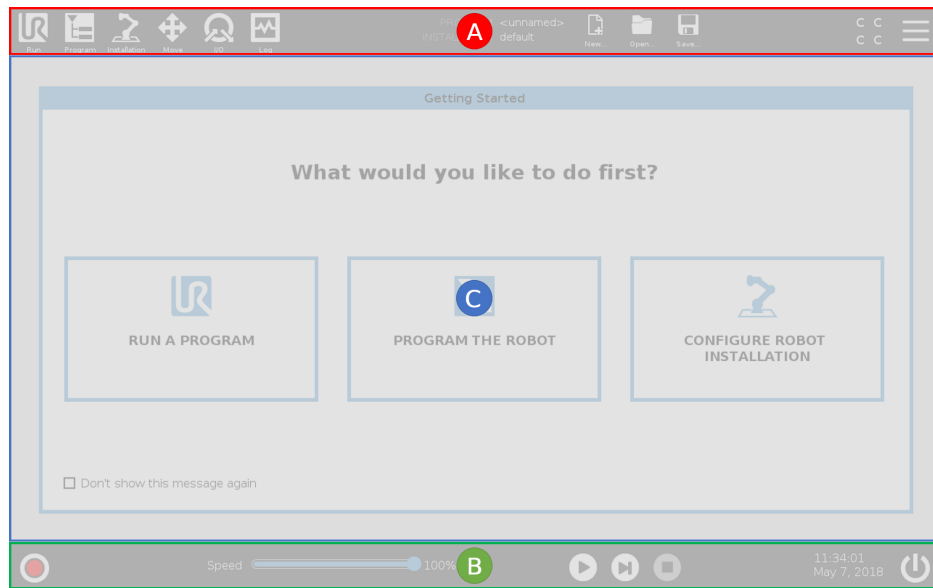 <unnamed>
default
A
C C
C C
Run
Program
Installation
Move
I/O
Log
New...
Open...
Save...
Getting Started
What would you like to do first?
C
RUN A PROGRAM
PROGRAM THE ROBOT
CONFIGURE ROBOT
INSTALLATION
Don't show this message again
Speed
100%
B
11:34:01
May 7, 2018